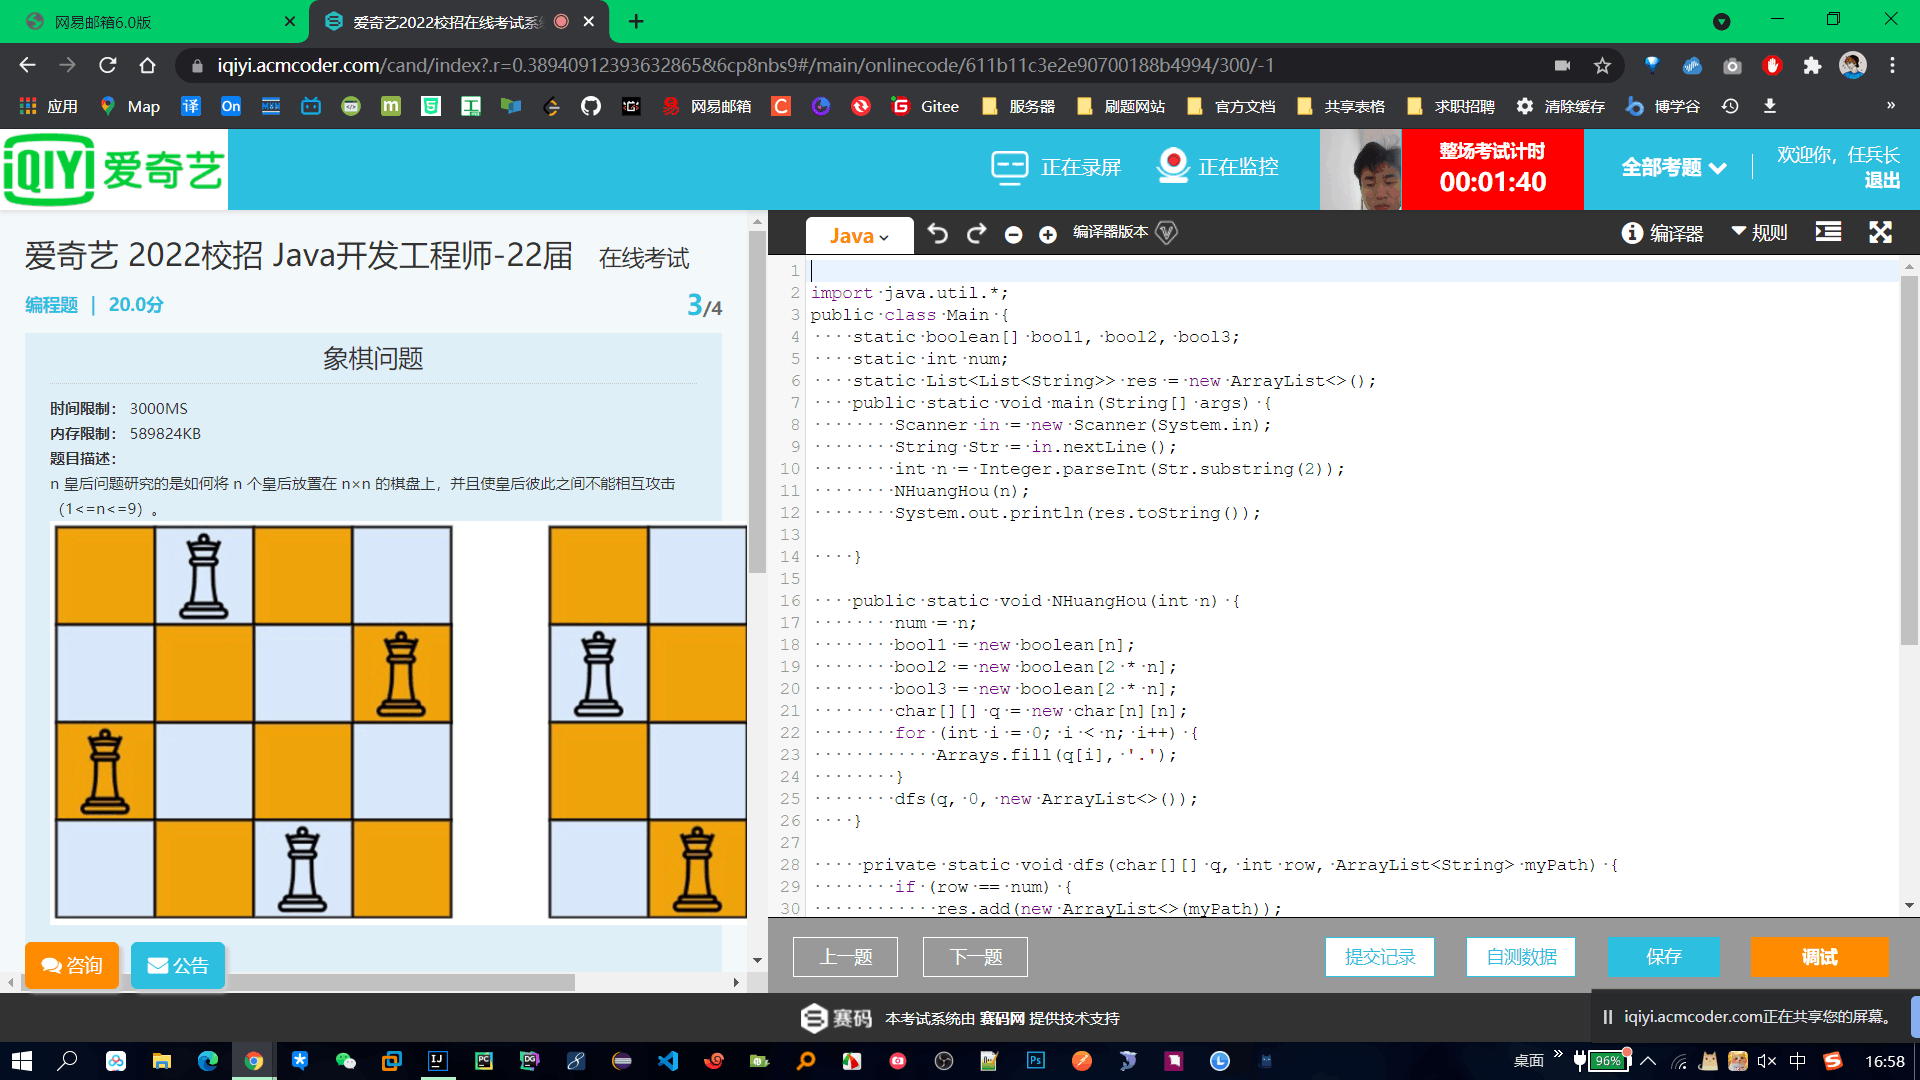 网易邮箱6.0版
爱奇艺2022校招在线考试系统
iqiyi.acmcoder.com/cand/index?.r=0.38940912393632865&6cp8nbs9#/main/onlinecode/611b11c3e2e90700188b4994/300/-1
应用
Map
译
On
网易邮箱
Gitee
服务器
刷题网站
官方文档
共享表格
求职招聘
清除缓存
博学谷
»
iQIYI 爱奇艺
正在录屏
正在监控
整场考试计时
00:01:40
全部考题
欢迎你，任兵长
退出
爱奇艺 2022校招 Java开发工程师-22届 在线考试
编程题 | 20.0分
3/4
象棋问题
时间限制： 3000MS
内存限制： 589824KB
题目描述：
n 皇后问题研究的是如何将 n 个皇后放置在 n×n 的棋盘上，并且使皇后彼此之间不能相互攻击
（1<=n<=9）。
咨询
公告
Java
编译器版本
编译器
规则
1
2 import java.util.*;
3 public class Main {
4 static boolean[] bool1, bool2, bool3;
5 static int num;
6 static List<List<String>> res = new ArrayList<>();
7 public static void main(String[] args) {
8 Scanner in = new Scanner(System.in);
9 String Str = in.nextLine();
10 int n = Integer.parseInt(Str.substring(2));
11 NHuangHou(n);
12 System.out.println(res.toString());
13
14 }
15
16 public static void NHuangHou(int n) {
17 num = n;
18 bool1 = new boolean[n];
19 bool2 = new boolean[2 * n];
20 bool3 = new boolean[2 * n];
21 char[][] q = new char[n][n];
22 for (int i = 0; i < n; i++) {
23 Arrays.fill(q[i], '.');
24 }
25 dfs(q, 0, new ArrayList<>());
26 }
27
28 private static void dfs(char[][] q, int row, ArrayList<String> myPath) {
29 if (row == num) {
30 res.add(new ArrayList<>(myPath));
上一题
下一题
提交记录
自测数据
保存
调试
赛码 本考试系统由 赛码网 提供技术支持
iqiyi.acmcoder.com正在共享您的屏幕。
桌面
96%
中
16:58